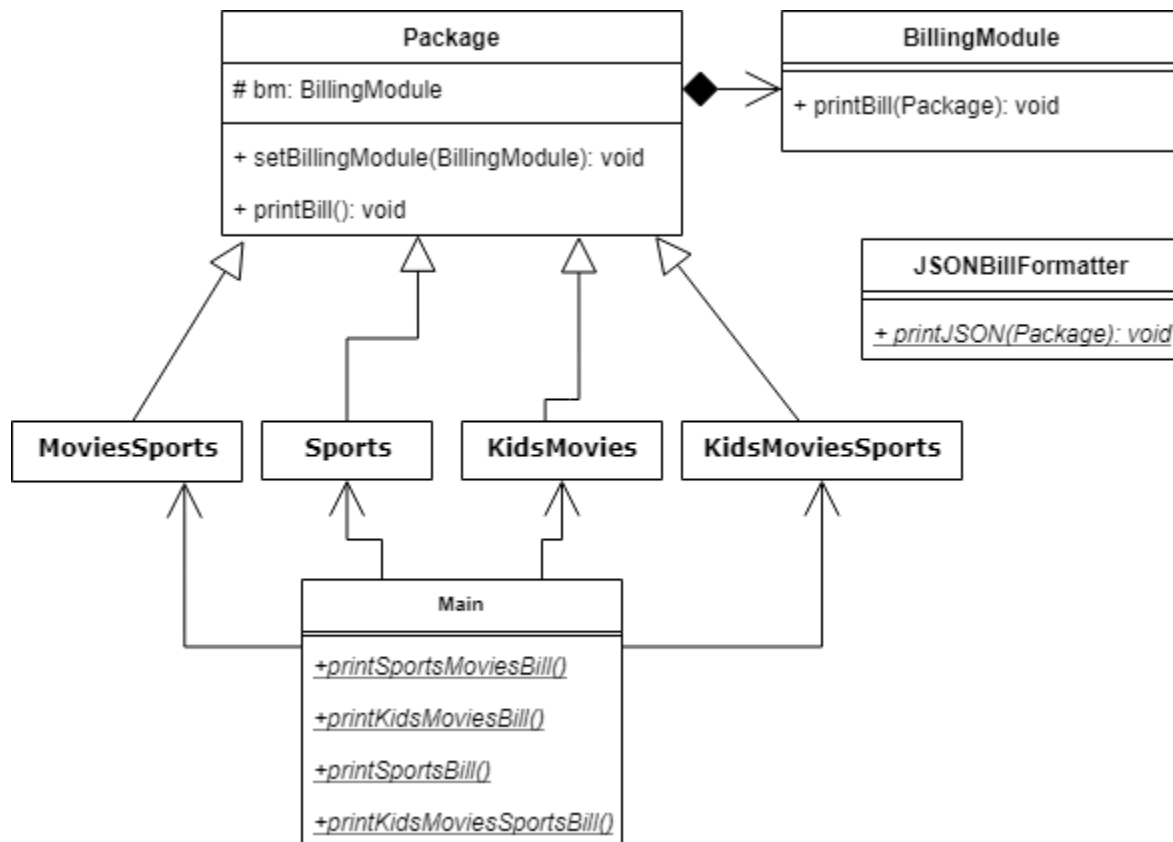 Package
# bm: BillingModule
+ setBillingModule(BillingModule): void
+ printBill(): void
BillingModule
+ printBill(Package): void
JSONBillFormatter
+ printJSON(Package): void
MoviesSports
Sports
KidsMovies
KidsMoviesSports
Main
+printSportsMoviesBill()
+printKidsMoviesBill()
+printSportsBill()
+printKidsMoviesSportsBill()